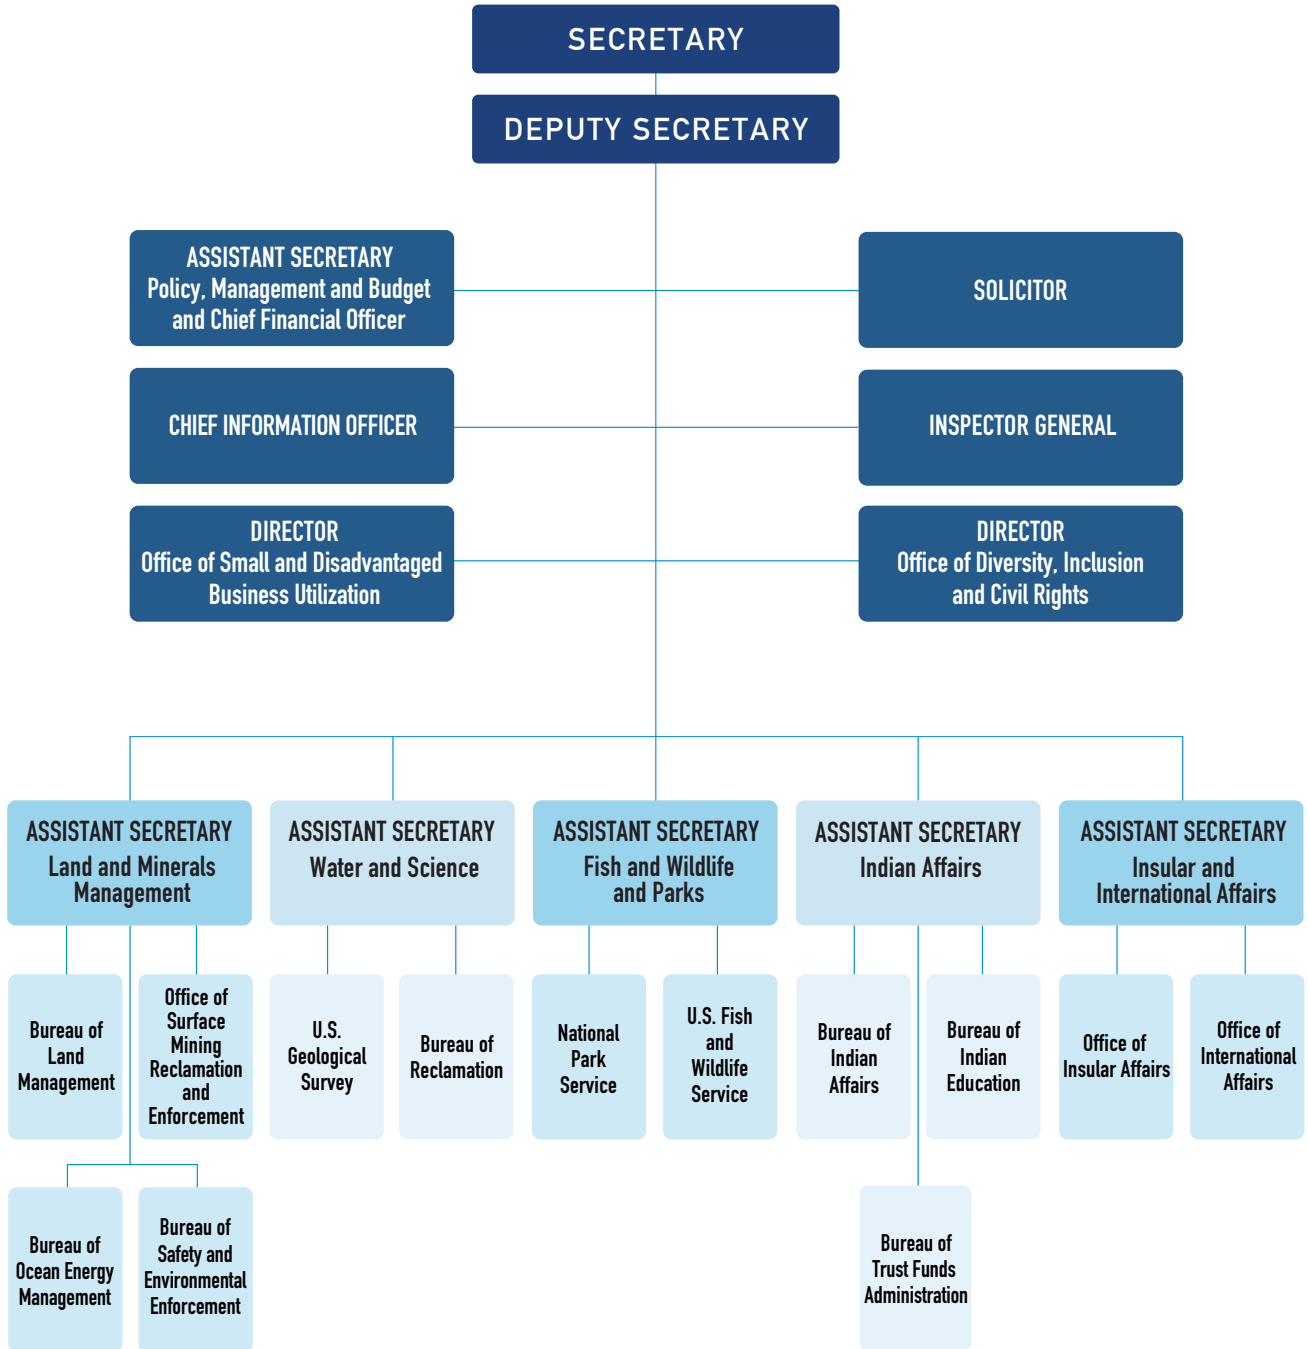 SECRETARY
DEPUTY SECRETARY
ASSISTANT SECRETARY
Policy, Management and Budget
and Chief Financial Officer
SOLICITOR
CHIEF INFORMATION OFFICER
INSPECTOR GENERAL
DIRECTOR
Office of Small and Disadvantaged
Business Utilization
DIRECTOR
Office of Diversity, Inclusion
and Civil Rights
ASSISTANT SECRETARY
Land and Minerals
Management
ASSISTANT SECRETARY
Water and Science
ASSISTANT SECRETARY
Fish and Wildlife
and Parks
ASSISTANT SECRETARY
Indian Affairs
ASSISTANT SECRETARY
Insular and
International Affairs
Bureau of
Land
Management
Office of
Surface
Mining
Reclamation
and
Enforcement
U.S.
Geological
Survey
Bureau of
Reclamation
National
Park
Service
U.S. Fish
and
Wildlife
Service
Bureau of
Indian
Affairs
Bureau of
Indian
Education
Office of
Insular Affairs
Office of
International
Affairs
Bureau of
Ocean Energy
Management
Bureau of
Safety and
Environmental
Enforcement
Bureau of
Trust Funds
Administration